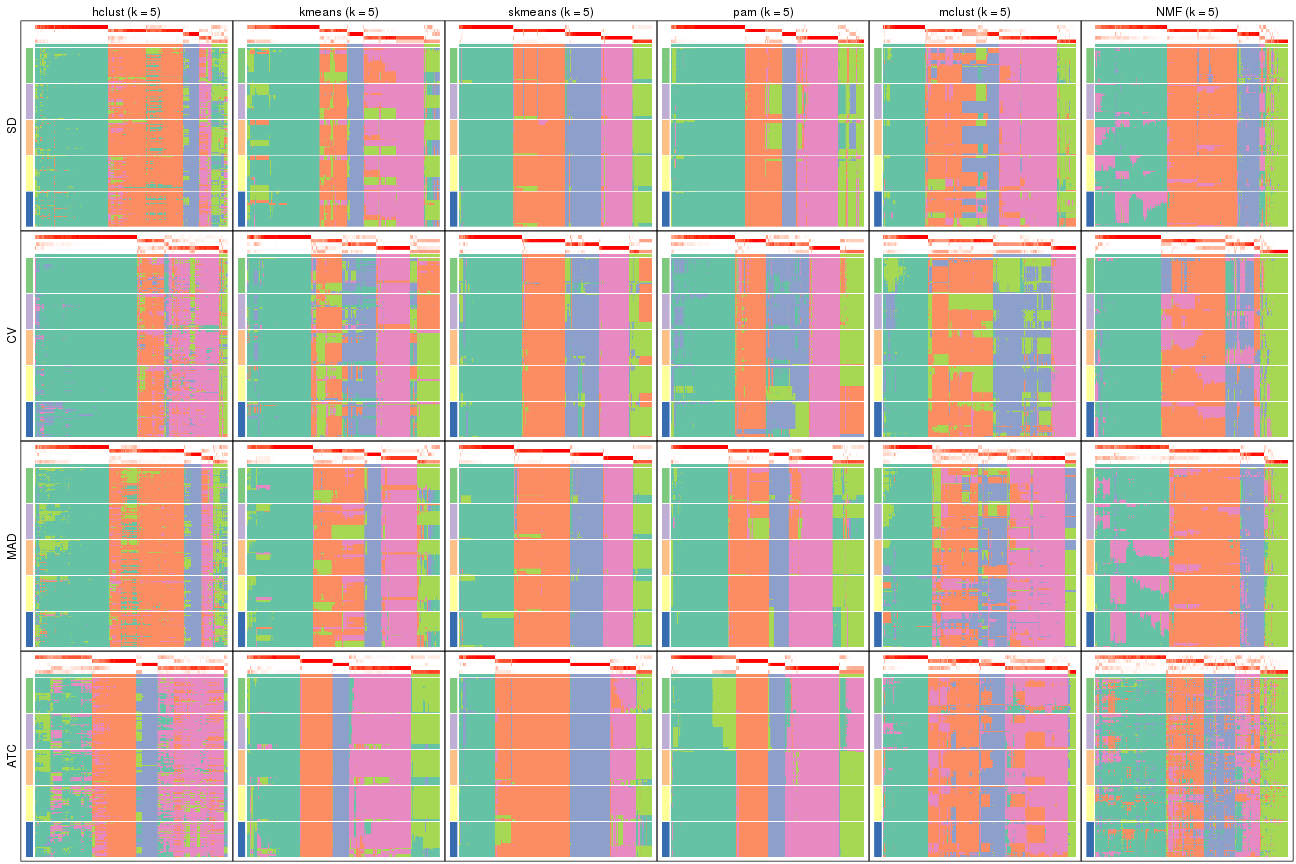 hclust (k = 5) kmeans (k = 5) skmeans (k = 5) pam (k = 5) mclust (k = 5) NMF (k = 5)
SD
CV
MAD
ATC